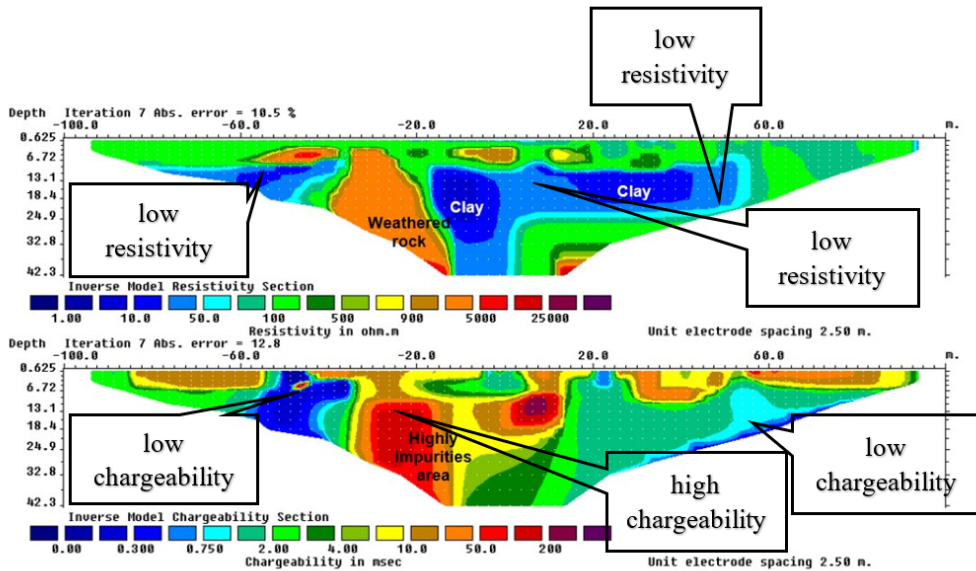 low
resistivity
Depth Iteration 7 Abs. error = 10.5 %
-100.0 -60.0 -20.0 20.0 60.0 m.
0.625
6.72
13.1
18.4
24.9
32.8
42.3
Clay
Clay
Weathered
rock
low
resistivity
low
resistivity
Inverse Model Resistivity Section
1.00 10.0 50.0 100 500 900 5000 25000
Resistivity in ohm.m
Unit electrode spacing 2.50 m.
Depth Iteration 7 Abs. error = 12.8
-100.0 -60.0 -20.0 20.0 60.0 m.
0.625
6.72
13.1
18.4
24.9
32.8
42.3
Highly
impurities
area
low
chargeability
high
chargeability
low
chargeability
Inverse Model Chargeability Section
0.00 0.300 0.750 2.00 4.00 10.0 50.0 200
Chargeability in msec
Unit electrode spacing 2.50 m.